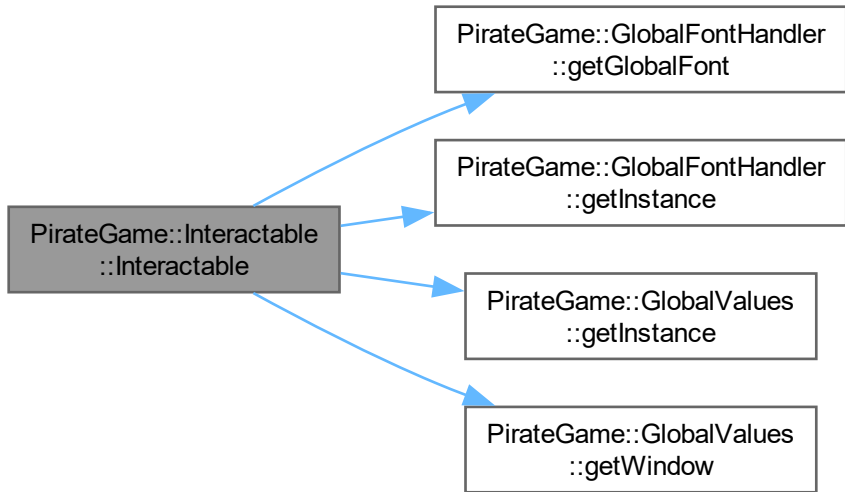 PirateGame::GlobalFontHandler
::getGlobalFont
PirateGame::GlobalFontHandler
::getInstance
PirateGame::Interactable
::Interactable
PirateGame::GlobalValues
::getInstance
PirateGame::GlobalValues
::getWindow